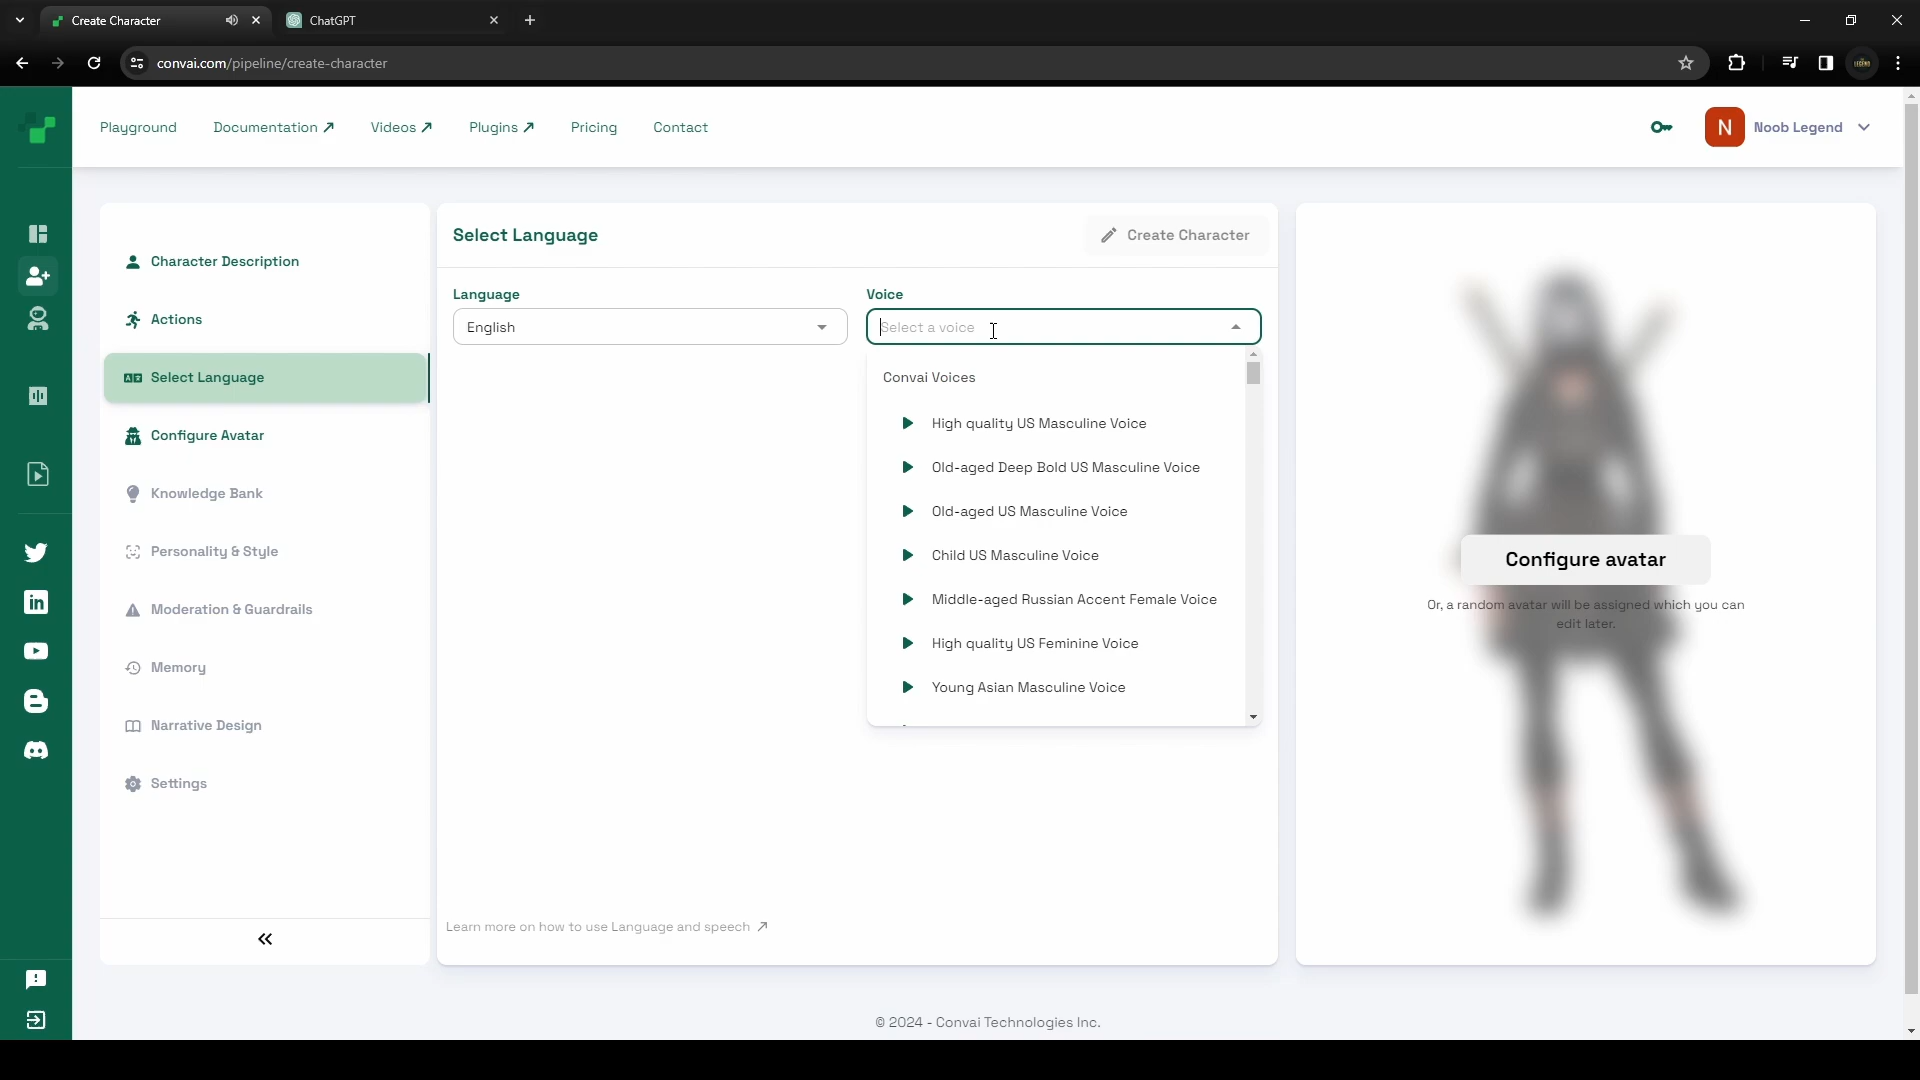 Create Character
ChatGPT
convai.com/pipeline/create-character
Playground
Documentation
Videos
Plugins
Pricing
Contact
N
Noob Legend
Character Description
Actions
Select Language
Configure Avatar
Knowledge Bank
Personality & Style
Moderation & Guardrails
Memory
Narrative Design
Settings
Select Language
Create Character
Language
Voice
English
Select a voice
Convai Voices
High quality US Masculine Voice
Old-aged Deep Bold US Masculine Voice
Old-aged US Masculine Voice
Child US Masculine Voice
Middle-aged Russian Accent Female Voice
High quality US Feminine Voice
Young Asian Masculine Voice
Learn more on how to use Language and speech
Configure avatar
Or, a random avatar will be assigned which you can
edit later.
© 2024 - Convai Technologies Inc.